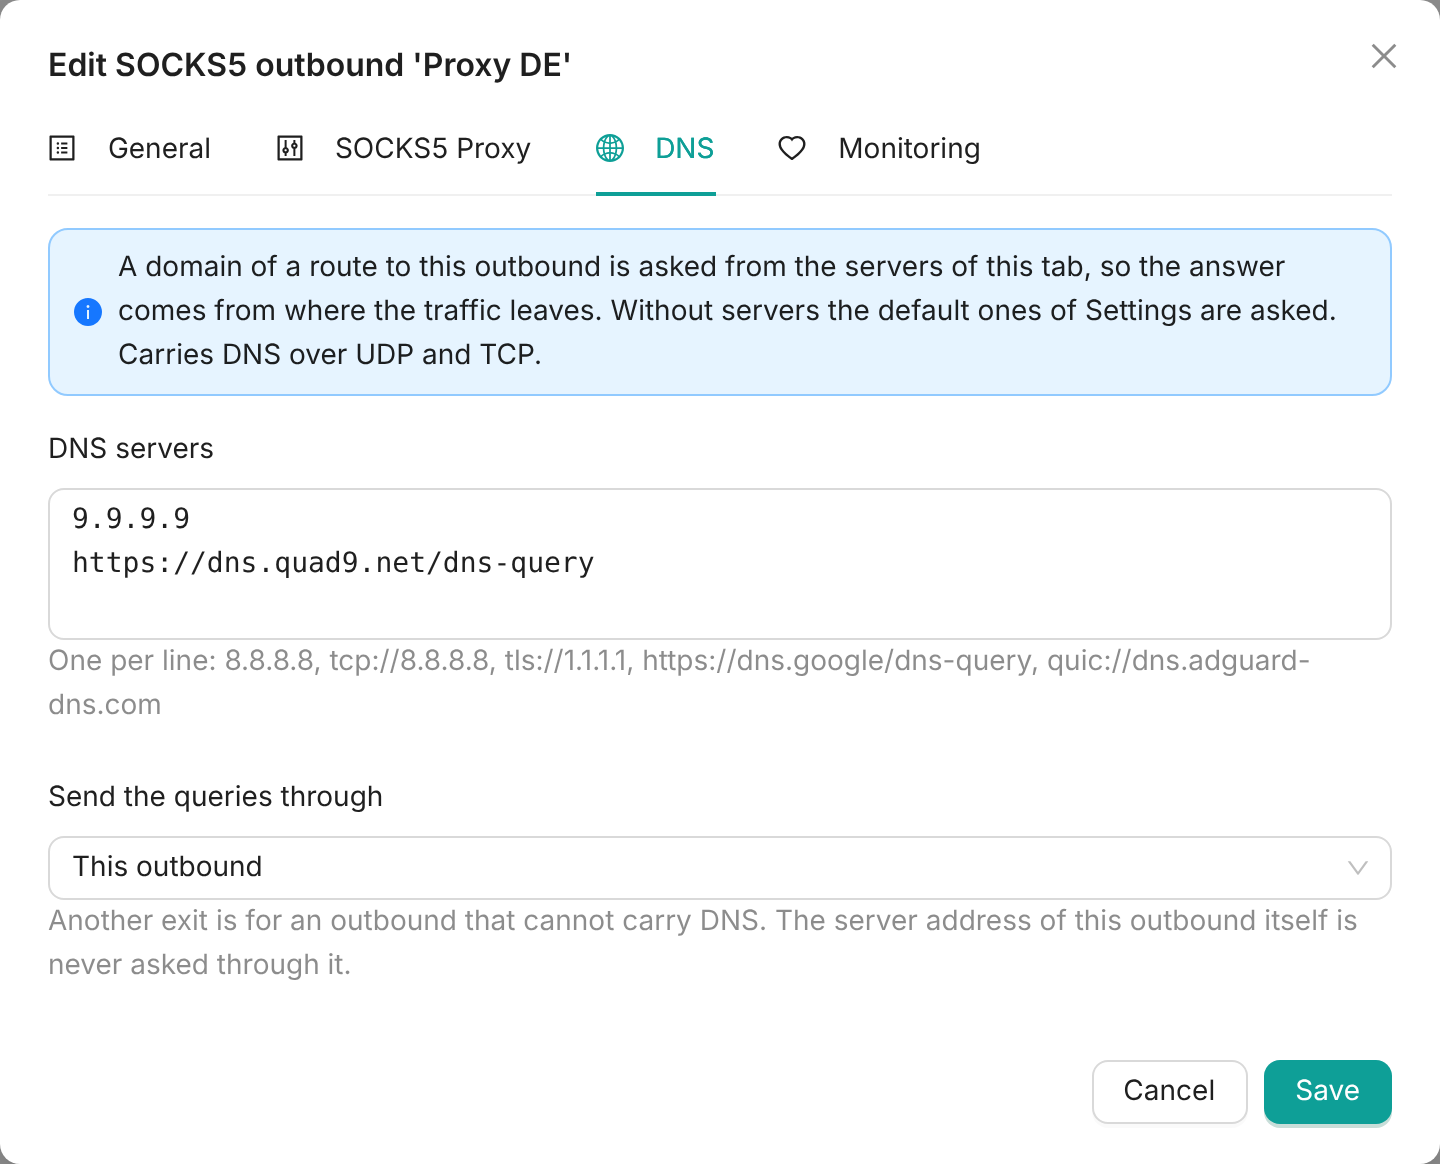 Edit SOCKS5 outbound 'Proxy DE'
General
SOCKS5 Proxy
DNS
Monitoring
A domain of a route to this outbound is asked from the servers of this tab, so the answer
comes from where the traffic leaves. Without servers the default ones of Settings are asked.
Carries DNS over UDP and TCP.
DNS servers
9.9.9.9
https://dns.quad9.net/dns-query
One per line: 8.8.8.8, tcp://8.8.8.8, tls://1.1.1.1, https://dns.google/dns-query, quic://dns.adguard-
dns.com
Send the queries through
This outbound
Another exit is for an outbound that cannot carry DNS. The server address of this outbound itself is
never asked through it.
Cancel
Save